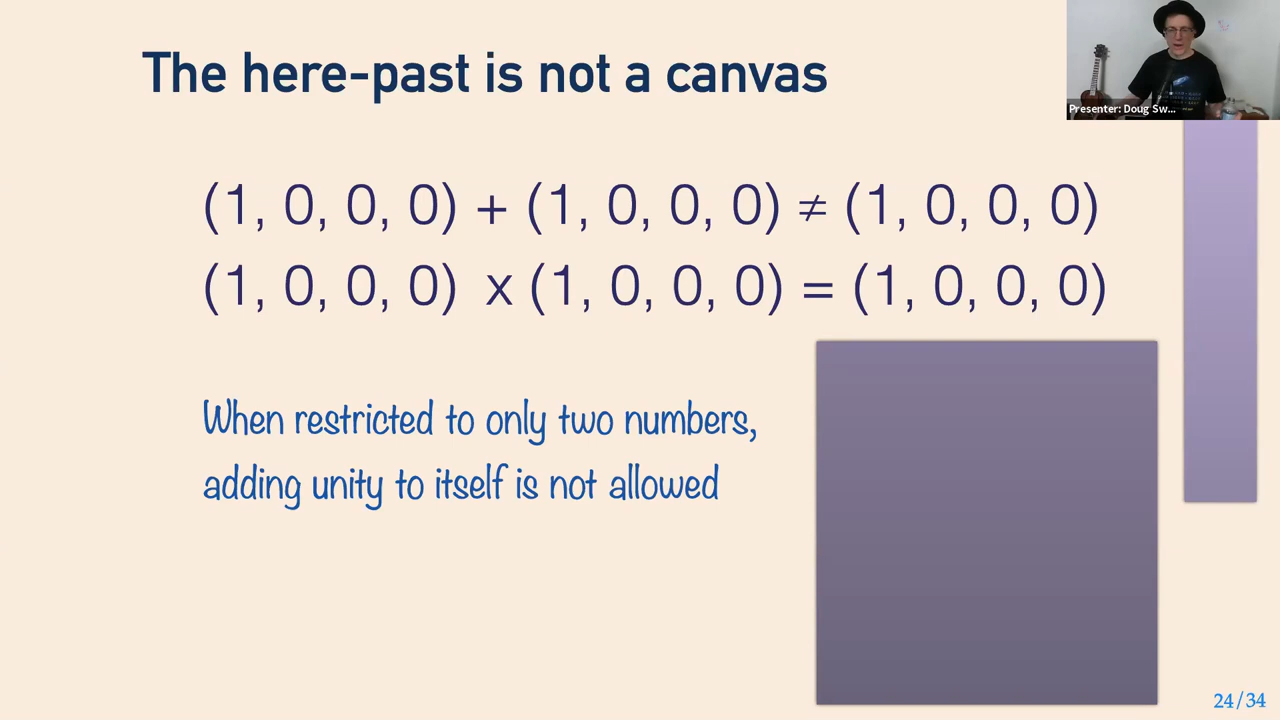 The here-past is not a canvas
Presenter: Doug Sw...
(1, 0, 0, 0) + (1, 0, 0, 0) ≠ (1, 0, 0, 0)
(1, 0, 0, 0) x (1, 0, 0, 0) = (1, 0, 0, 0)
When restricted to only two numbers,
adding unity to itself is not allowed
24/34